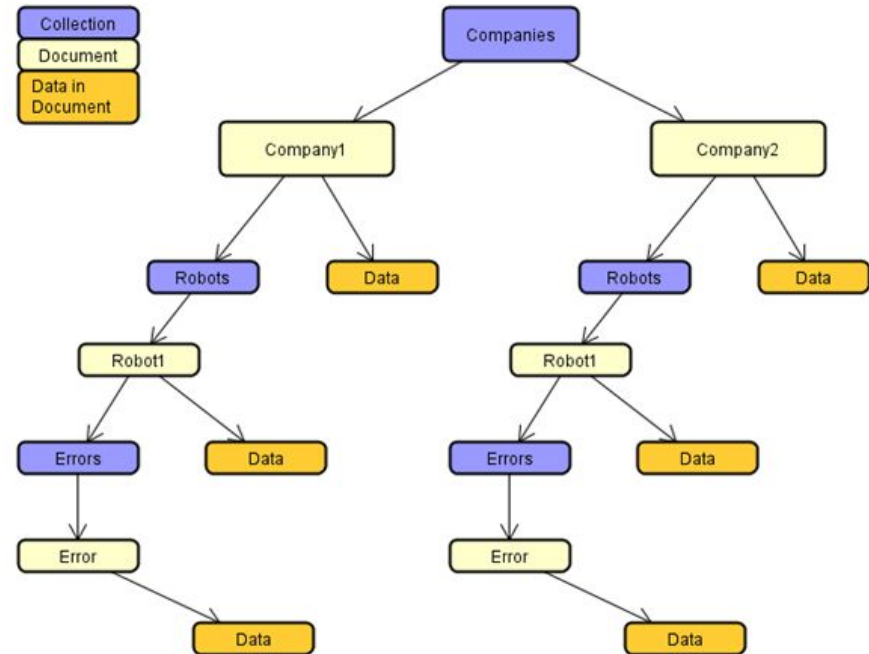 Collection
Document
Data in
Document
Companies
Company1
Company2
Robots
Data
Robots
Data
Robot1
Robot1
Errors
Data
Errors
Data
Error
Error
Data
Data